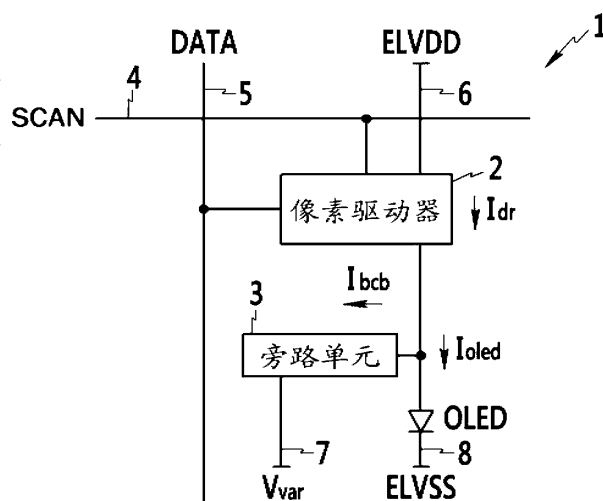 DATA
ELVDD
1
4
5
6
SCAN
2
像素驱动器
Idr
Ibcb
3
旁路单元
Ioled
OLED
7
8
Vvar
ELVSS